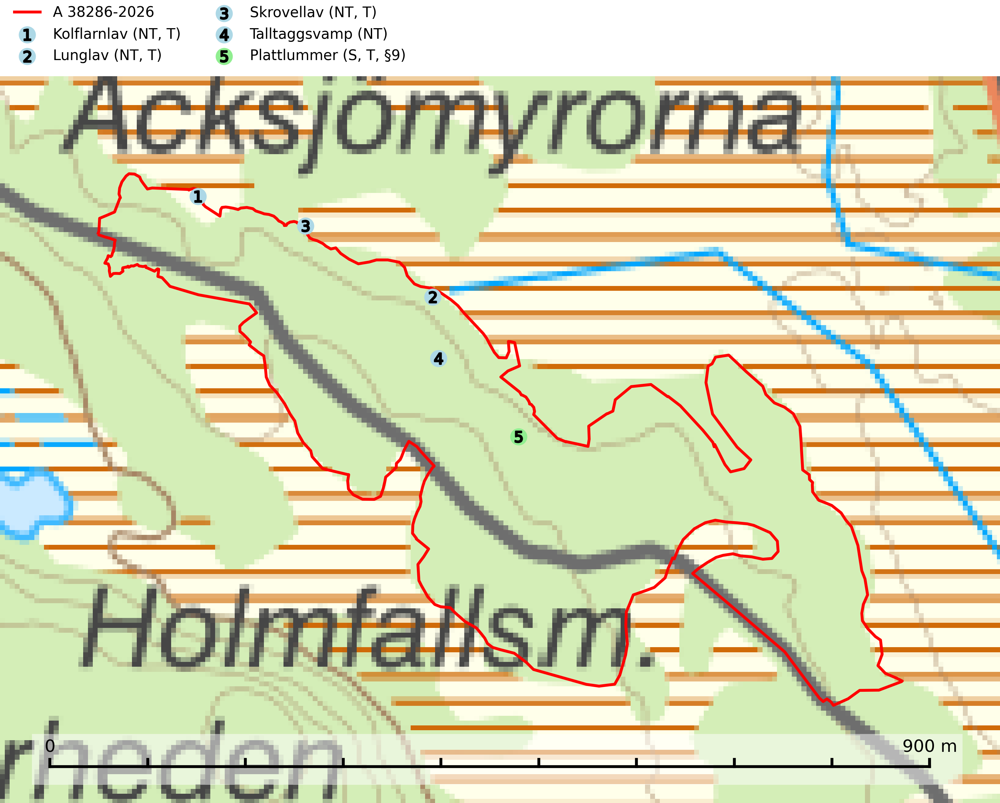 A 38286-2026
1 Kolflarnlav (NT, T)
2 Lunglav (NT, T)
3 Skrovellav (NT, T)
4 Talltaggsvamp (NT)
5 Plattlummer (S, T, §9)
Acksjömyrorna
1
3
2
4
5
Holmfallsm.
rheden
0 900 m